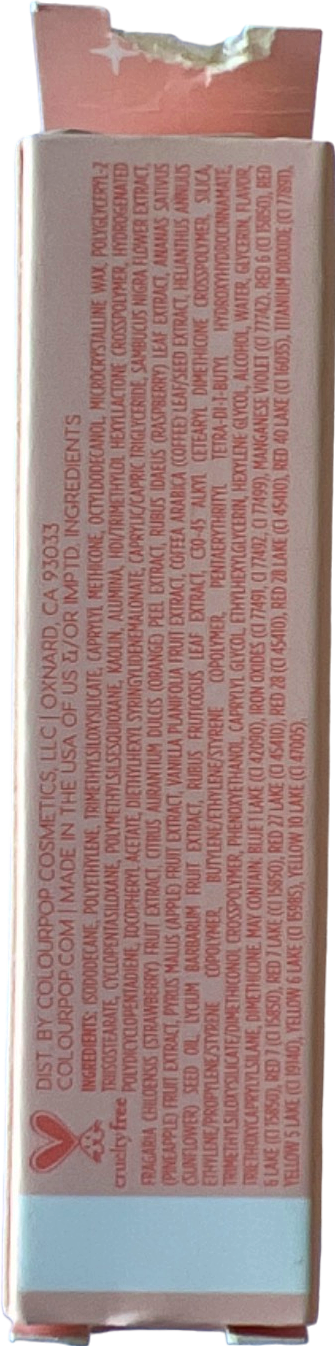 DIST. BY COLOURPOP COSMETICS, LLC | OXNARD, CA 93033
COLOURPOP.COM | MADE IN THE USA OF US &/OR IMPTD. INGREDIENTS
cruelty free
INGREDIENTS: ISODODECANE, POLYETHYLENE, TRIMETHYLSILOXYSILICATE, CAPRYLYL METHICONE, OCTYLDODECANOL, MICROCRYSTALLINE WAX, POLYGLYCERYL-2
TRIISOSTEARATE, CYCLOPENTASILOXANE, POLYMETHYLSILSESQUIOXANE, KAOLIN, ALUMINA, HDI/TRIMETHYLOL HEXYLLACTONE CROSSPOLYMER, HYDROGENATED
POLYDICYCLOPENTADIENE, TOCOPHERYL ACETATE, DIETHYLHEXYL SYRINGYLIDENEMALONATE, CAPRYLIC/CAPRIC TRIGLYCERIDE, SAMBUCUS NIGRA FLOWER EXTRACT,
FRAGARIA CHILOENSIS (STRAWBERRY) FRUIT EXTRACT, CITRUS AURANTIUM DULCIS (ORANGE) PEEL EXTRACT, RUBUS IDAEUS (RASPBERRY) LEAF EXTRACT, ANANAS SATIVUS
(PINEAPPLE) FRUIT EXTRACT, PYRUS MALUS (APPLE) FRUIT EXTRACT, VANILLA PLANIFOLIA FRUIT EXTRACT, COFFEA ARABICA (COFFEE) LEAF/SEED EXTRACT, HELIANTHUS ANNUUS
(SUNFLOWER) SEED OIL, LYCIUM BARBARUM FRUIT EXTRACT, RUBUS FRUTICOSUS LEAF EXTRACT, C30-45 ALKYL CETEARYL DIMETHICONE CROSSPOLYMER, SILICA,
ETHYLENE/PROPYLENE/STYRENE COPOLYMER, BUTYLENE/ETHYLENE/STYRENE COPOLYMER, PENTAERYTHRITYL TETRA-DI-T-BUTYL HYDROXYHYDROCINNAMATE,
TRIMETHYLSILOXYSILICATE/DIMETHICONOL CROSSPOLYMER, PHENOXYETHANOL, CAPRYLYL GLYCOL, ETHYLHEXYLGLYCERIN, HEXYLENE GLYCOL, ALCOHOL, WATER, GLYCERIN, FLAVOR,
TRIETHOXYCAPRYLYLSILANE, DIMETHICONE. MAY CONTAIN: BLUE 1 LAKE (CI 42090), IRON OXIDES (CI 77491, CI 77492, CI 77499), MANGANESE VIOLET (CI 77742), RED 6 (CI 15850), RED
6 LAKE (CI 15850), RED 7 (CI 15850), RED 7 LAKE (CI 15850), RED 27 LAKE (CI 45410), RED 28 (CI 45410), RED 28 LAKE (CI 45410), RED 40 LAKE (CI 16035), TITANIUM DIOXIDE (CI 77891),
YELLOW 5 LAKE (CI 19140), YELLOW 6 LAKE (CI 15985), YELLOW 10 LAKE (CI 47005).